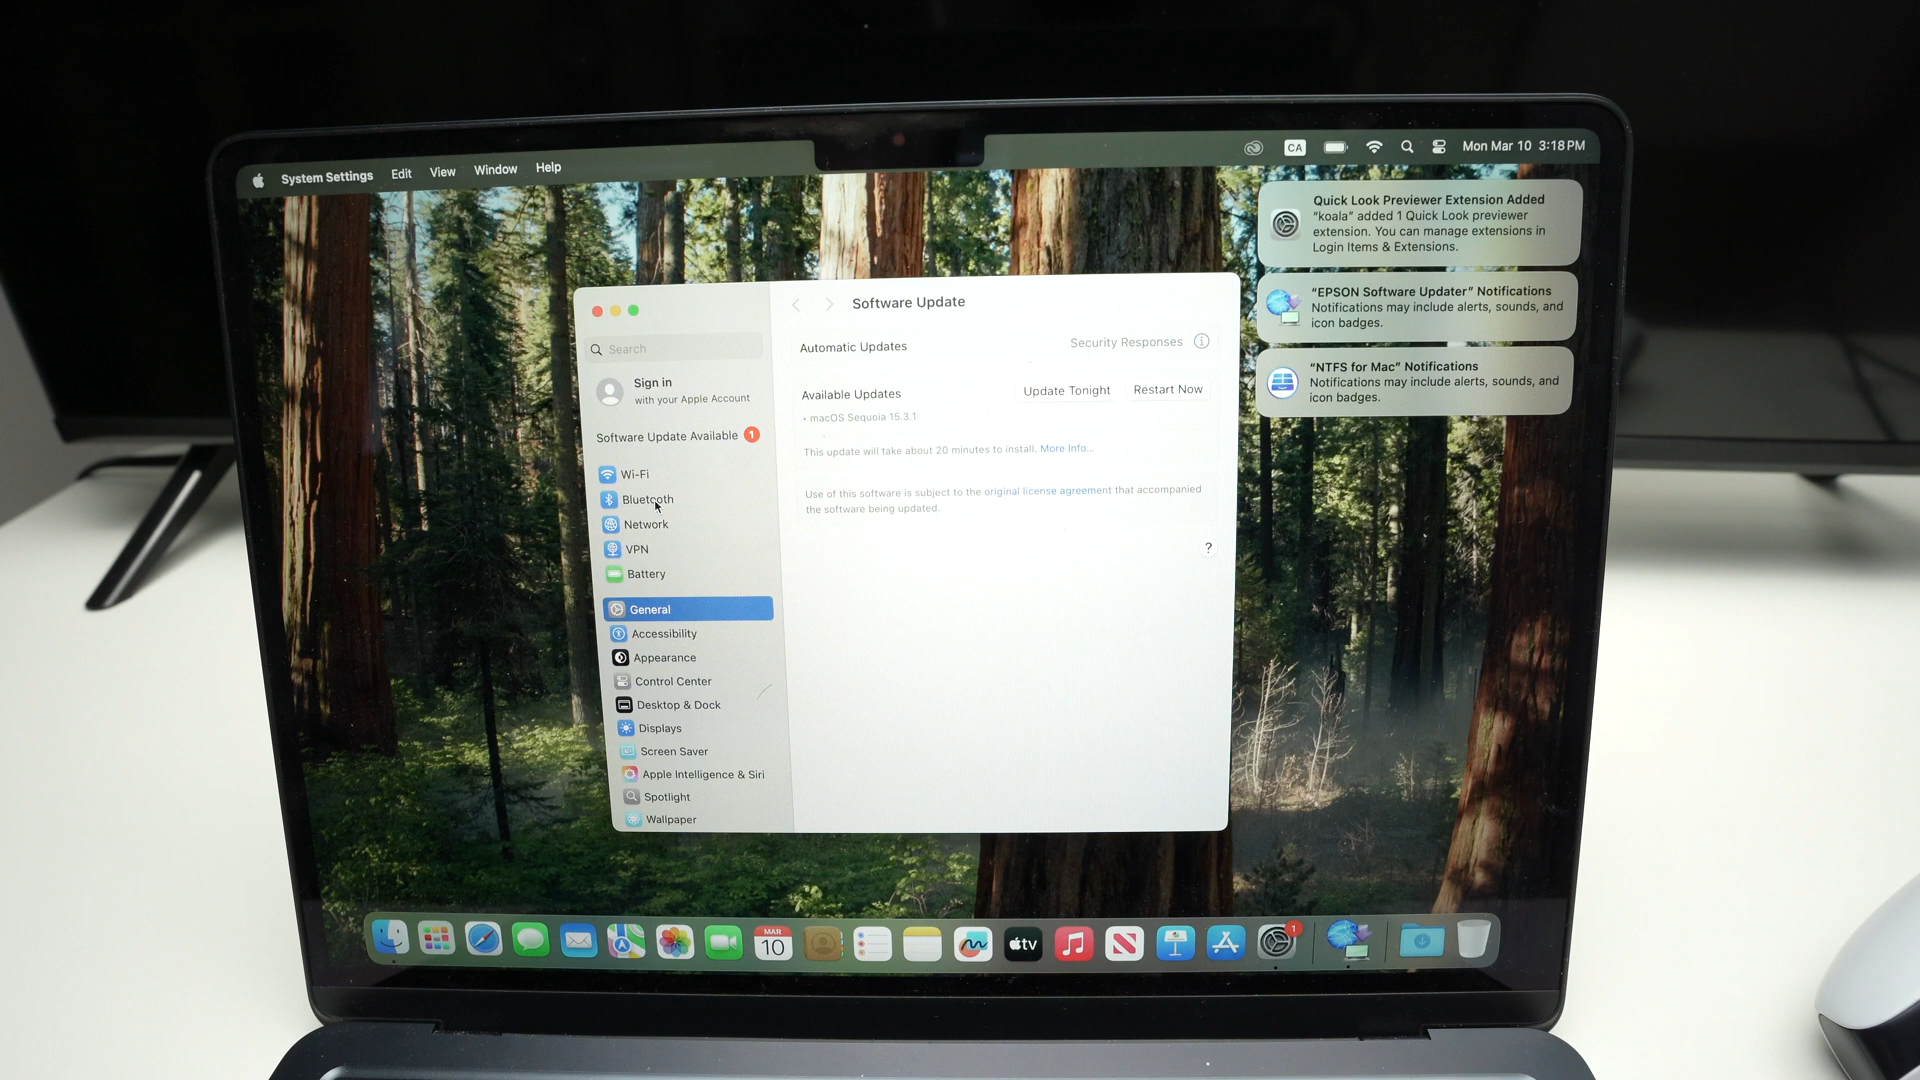 System Settings Edit View Window Help
CA
Mon Mar 10 3:18 PM
Quick Look Previewer Extension Added
"koala" added 1 Quick Look previewer
extension. You can manage extensions in
Login Items & Extensions.
"EPSON Software Updater" Notifications
Notifications may include alerts, sounds, and
icon badges.
"NTFS for Mac" Notifications
Notifications may include alerts, sounds, and
icon badges.
Search
Sign in
with your Apple Account
Software Update Available 1
Wi-Fi
Bluetooth
Network
VPN
Battery
General
Accessibility
Appearance
Control Center
Desktop & Dock
Displays
Screen Saver
Apple Intelligence & Siri
Spotlight
Wallpaper
Software Update
Automatic Updates Security Responses
Available Updates Update Tonight Restart Now
• macOS Sequoia 15.3.1
This update will take about 20 minutes to install. More Info...
Use of this software is subject to the original license agreement that accompanied
the software being updated.
?
MAR
10
tv
1